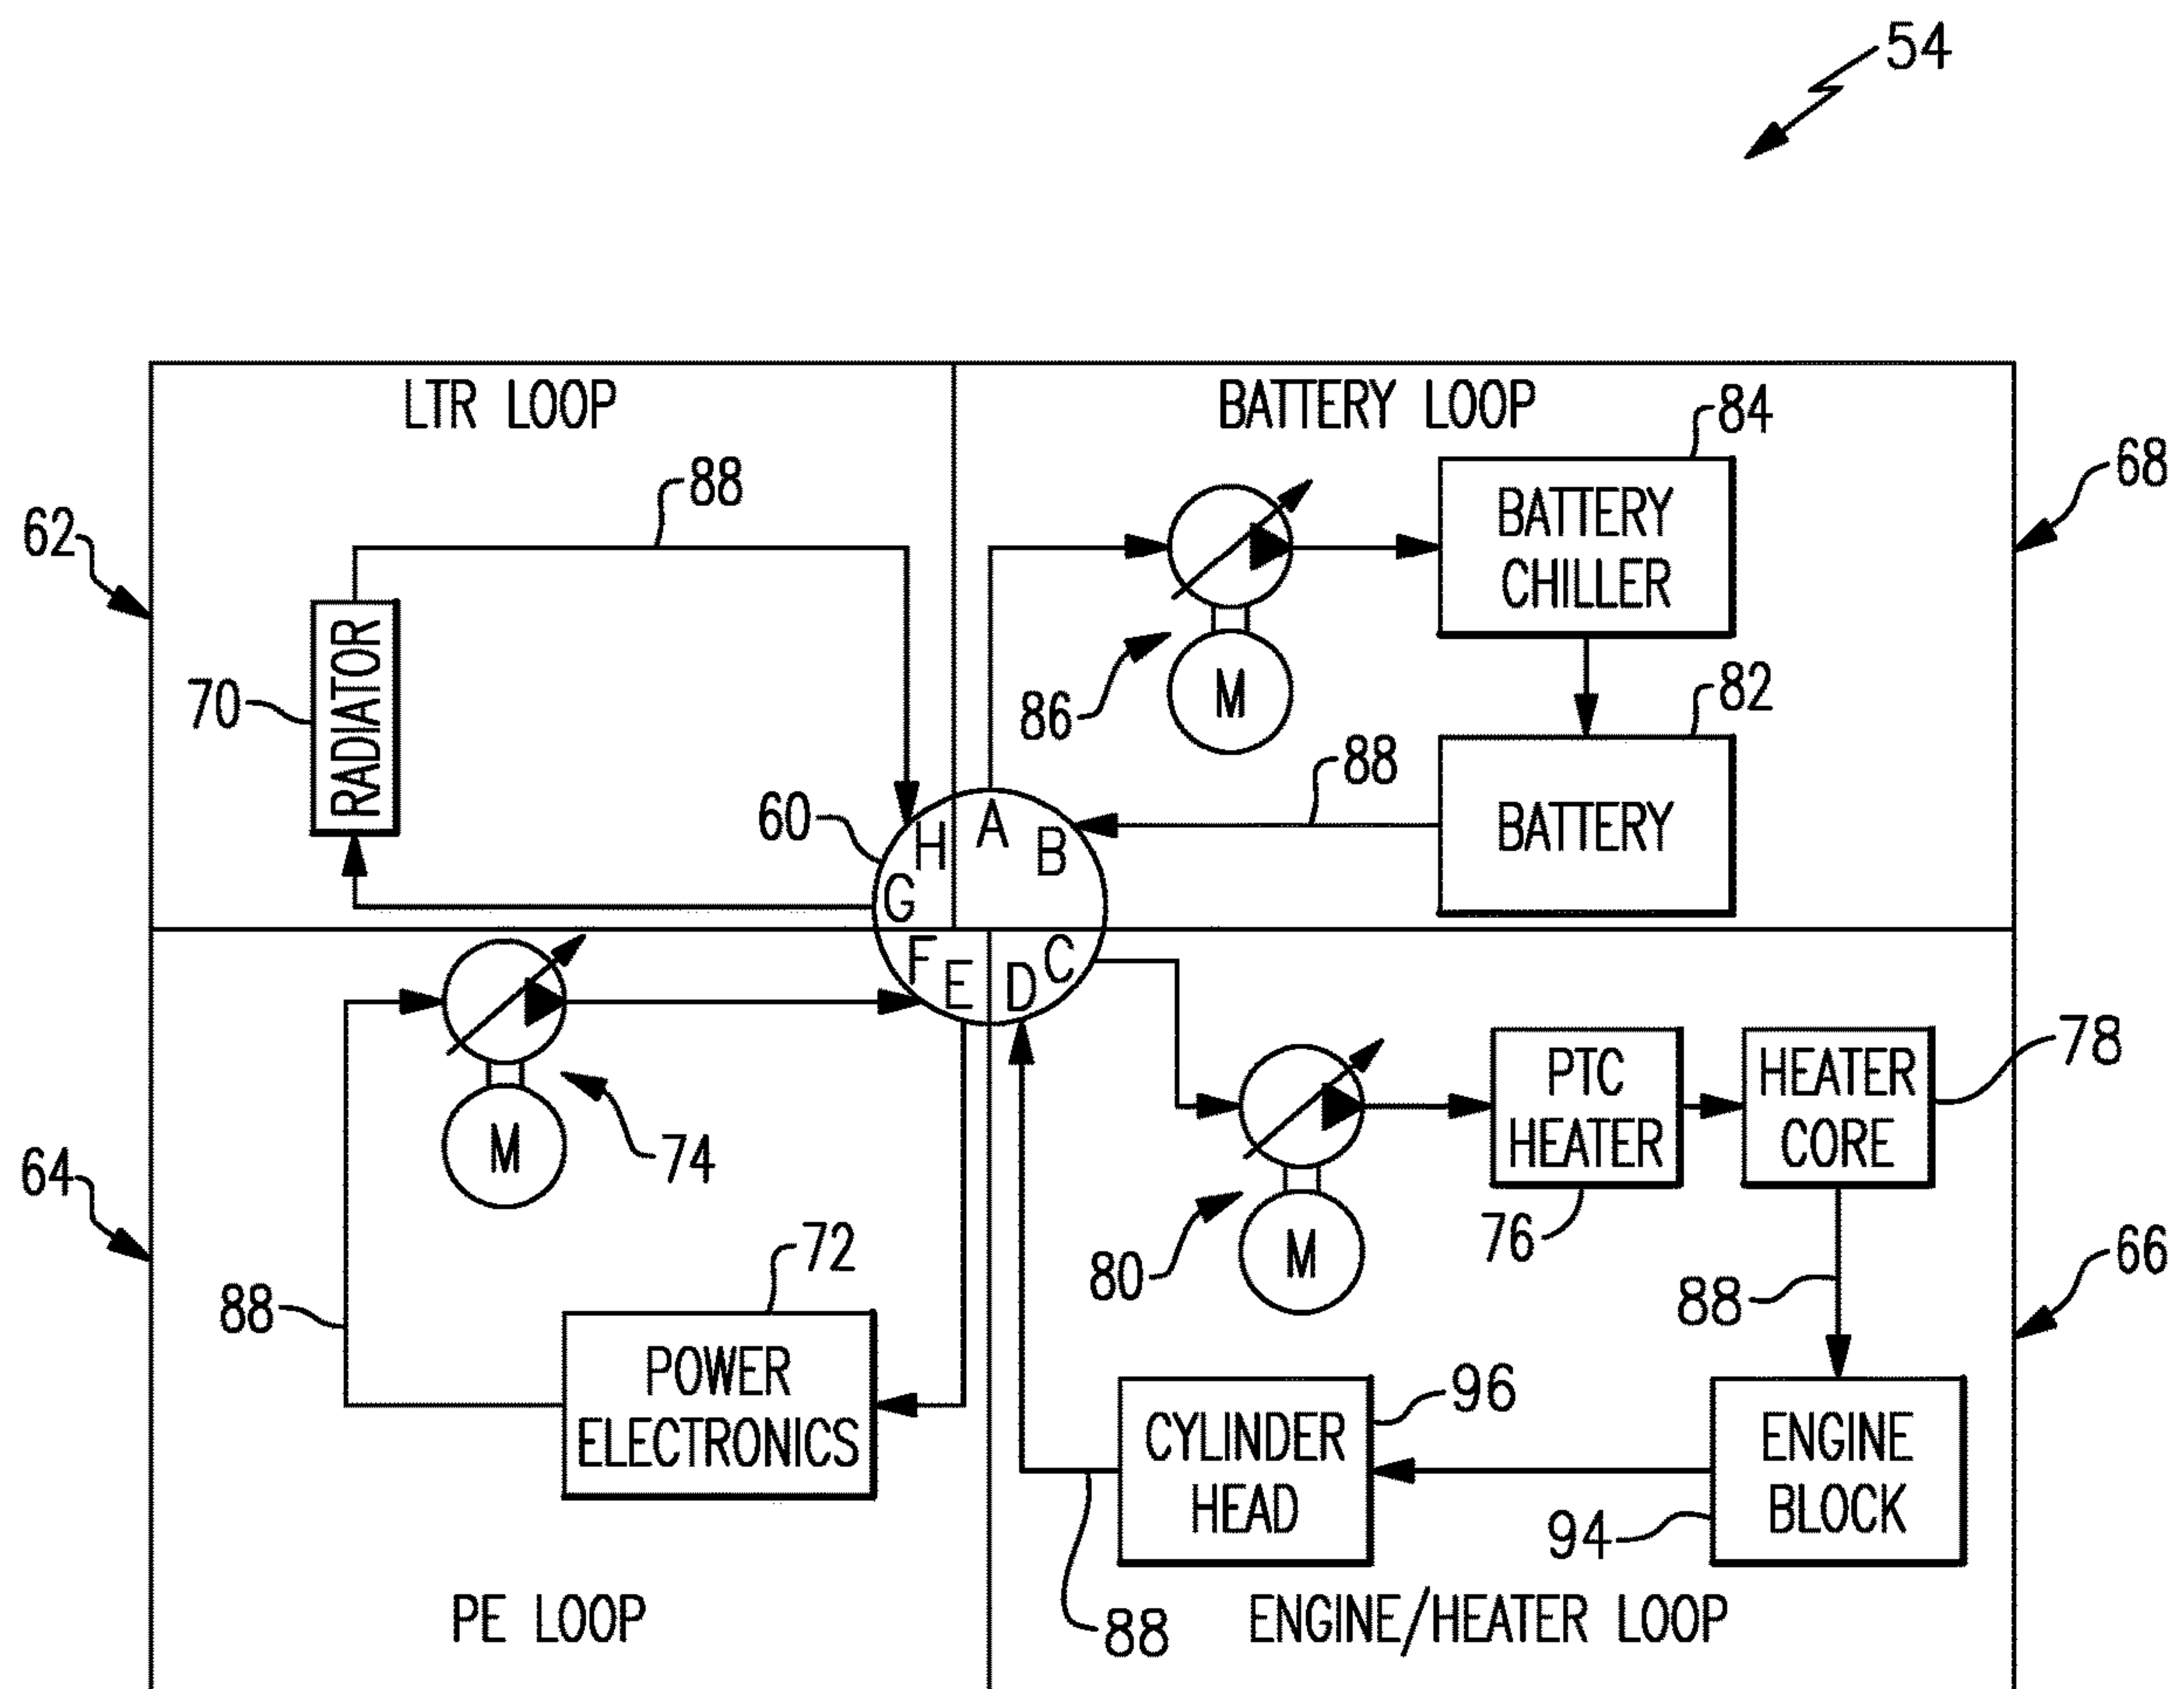 54
LTR LOOP
BATTERY LOOP
84
88
68
62
BATTERY
CHILLER
RADIATOR
70
86
M
82
88
60
BATTERY
H
A
B
G
F
E
D
C
74
M
PTC
HEATER
HEATER
CORE
78
64
72
80
M
76
88
66
88
POWER
ELECTRONICS
96
CYLINDER
HEAD
ENGINE
BLOCK
94
PE LOOP
88
ENGINE/HEATER LOOP